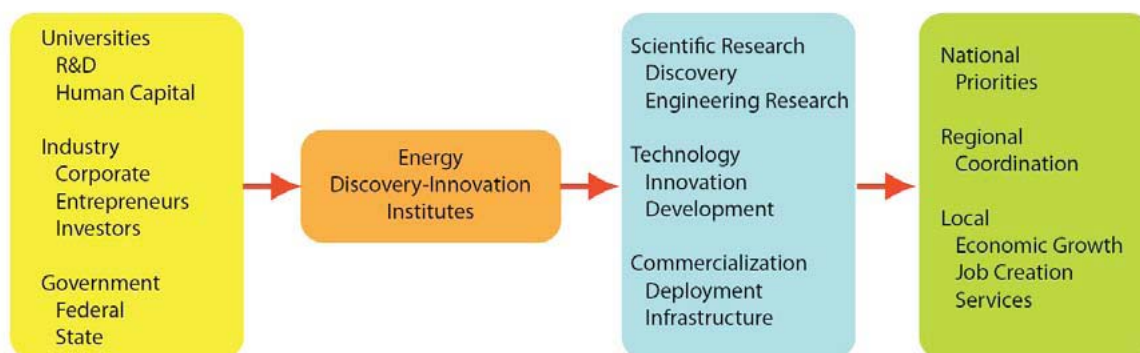 Universities
R&D
Human Capital
Industry
Corporate
Entrepreneurs
Investors
Government
Federal
State
Energy
Discovery-Innovation
Institutes
Scientific Research
Discovery
Engineering Research
Technology
Innovation
Development
Commercialization
Deployment
Infrastructure
National
Priorities
Regional
Coordination
Local
Economic Growth
Job Creation
Services